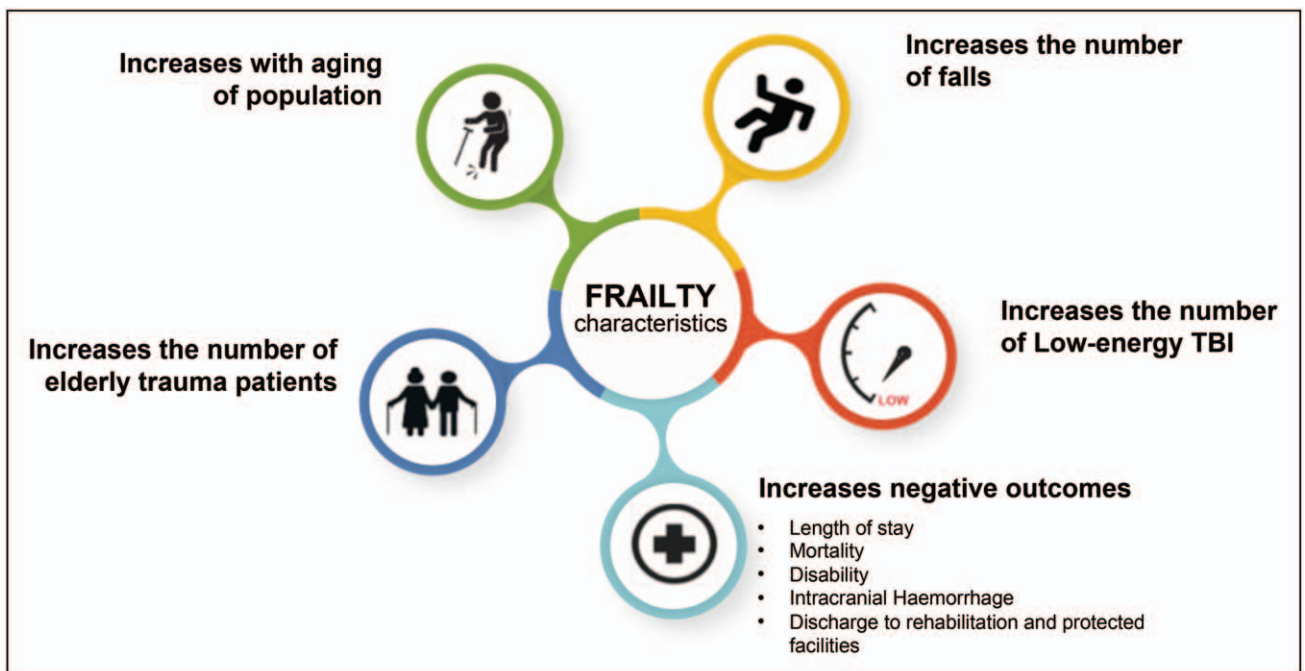 Increases with aging
of population
Increases the number
of falls
FRAILTY
characteristics
Increases the number
of Low-energy TBI
LOW
Increases the number of
elderly trauma patients
Increases negative outcomes
• Length of stay
• Mortality
• Disability
• Intracranial Haemorrhage
• Discharge to rehabilitation and protected
facilities